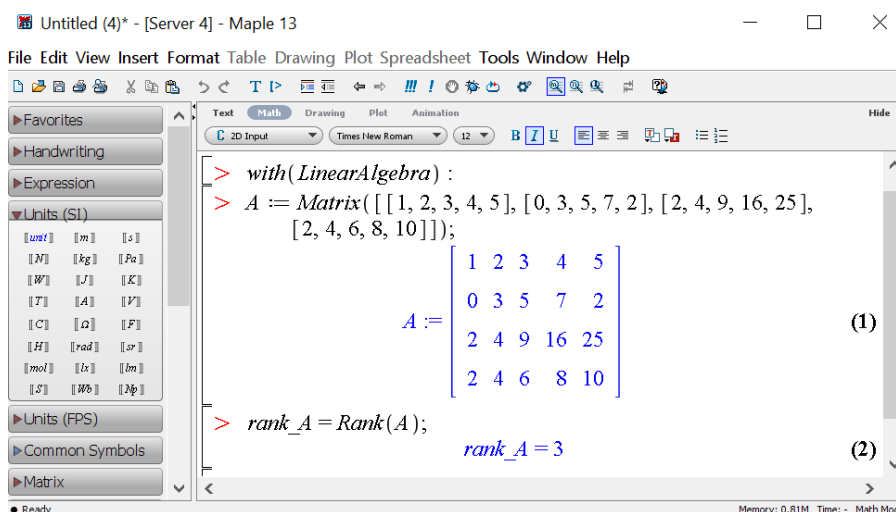 Untitled (4)* - [Server 4] - Maple 13
File Edit View Insert Format Table Drawing Plot Spreadsheet Tools Window Help
Text Math Drawing Plot Animation Hide
C 2D Input Times New Roman 12 B I U
▶Favorites
▶Handwriting
▶Expression
▼Units (SI)
⟦unit⟧ ⟦m⟧ ⟦s⟧
⟦N⟧ ⟦kg⟧ ⟦Pa⟧
⟦W⟧ ⟦J⟧ ⟦K⟧
⟦T⟧ ⟦A⟧ ⟦V⟧
⟦C⟧ ⟦Ω⟧ ⟦F⟧
⟦H⟧ ⟦rad⟧ ⟦sr⟧
⟦mol⟧ ⟦lx⟧ ⟦lm⟧
⟦S⟧ ⟦Wb⟧ ⟦Np⟧
▶Units (FPS)
▶Common Symbols
▶Matrix
> with(LinearAlgebra) :
> A := Matrix([[1, 2, 3, 4, 5], [0, 3, 5, 7, 2], [2, 4, 9, 16, 25],
[2, 4, 6, 8, 10]]);
1 2 3 4 5
0 3 5 7 2
A := (1)
2 4 9 16 25
2 4 6 8 10
> rank_A = Rank(A);
rank_A = 3 (2)
Ready Memory: 0.81M Time: - Math Mo